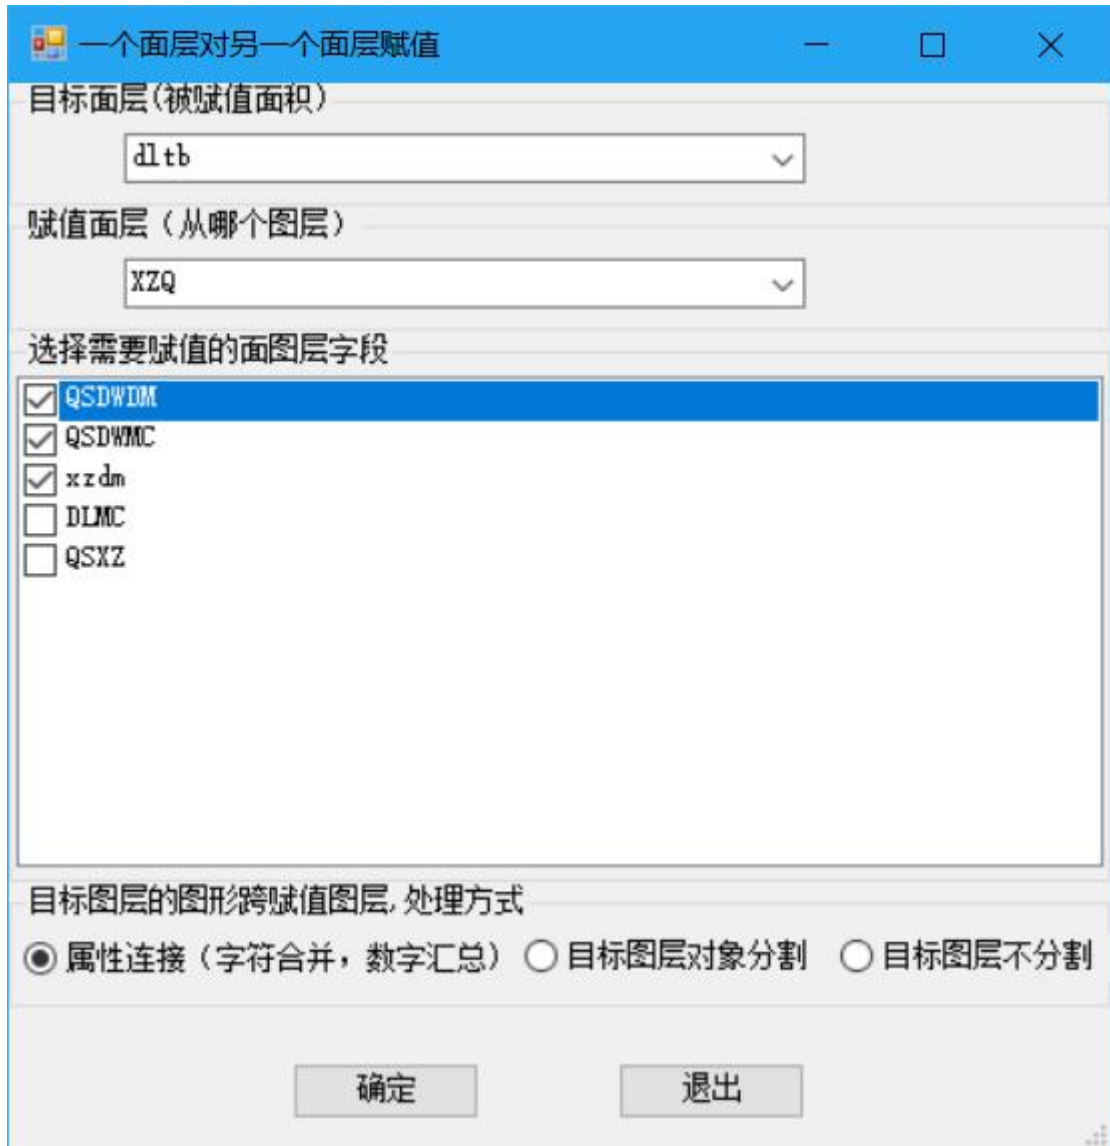 一个面层对另一个面层赋值
目标面层(被赋值面积)
dltb
赋值面层（从哪个图层）
XZQ
选择需要赋值的面图层字段
QSDWDM
QSDWMC
xzdm
DLMC
QSXZ
目标图层的图形跨赋值图层,处理方式
属性连接（字符合并，数字汇总） 目标图层对象分割 目标图层不分割
确定 退出